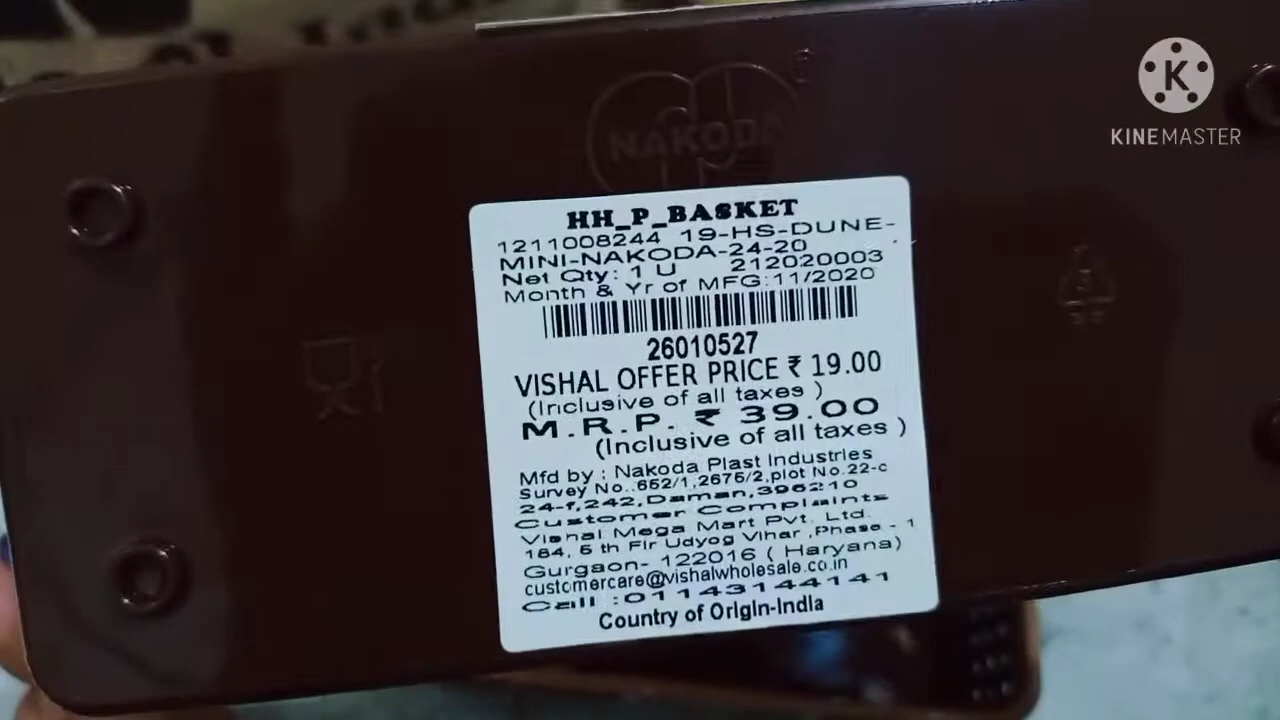 KINEMASTER
NAKODA
HH_P_BASKET
1211008244 19-HS-DUNE-
MINI-NAKODA-24-20
Net Qty: 1 U 212020003
Month & Yr of MFG:11/2020
26010527
VISHAL OFFER PRICE ₹ 19.00
(Inclusive of all taxes )
M.R.P. ₹ 39.00
(Inclusive of all taxes )
Mfd by : Nakoda Plast Industries
Survey No..652/1,2675/2,plot No.22-c
24-f,242,Daman,396210
Customer Complaints
Vishal Mega Mart Pvt. Ltd.
184, 5 th Flr Udyog Vihar ,Phase - 1
Gurgaon- 122016 ( Haryana)
customercare@vishalwholesale.co.in
Call :01143144141
Country of Origin-India